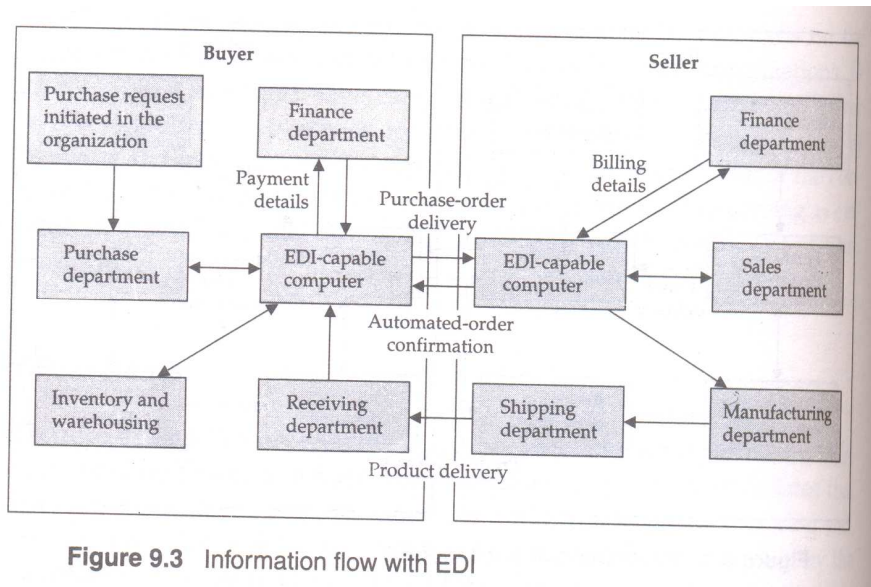 Buyer
Purchase request
initiated in the
organization
Finance
department
Payment
details
Purchase
department
EDI-capable
computer
Inventory and
warehousing
Receiving
department
Purchase-order
delivery
Automated-order
confirmation
Product delivery
Seller
Finance
department
Billing
details
EDI-capable
computer
Sales
department
Shipping
department
Manufacturing
department
Figure 9.3 Information flow with EDI